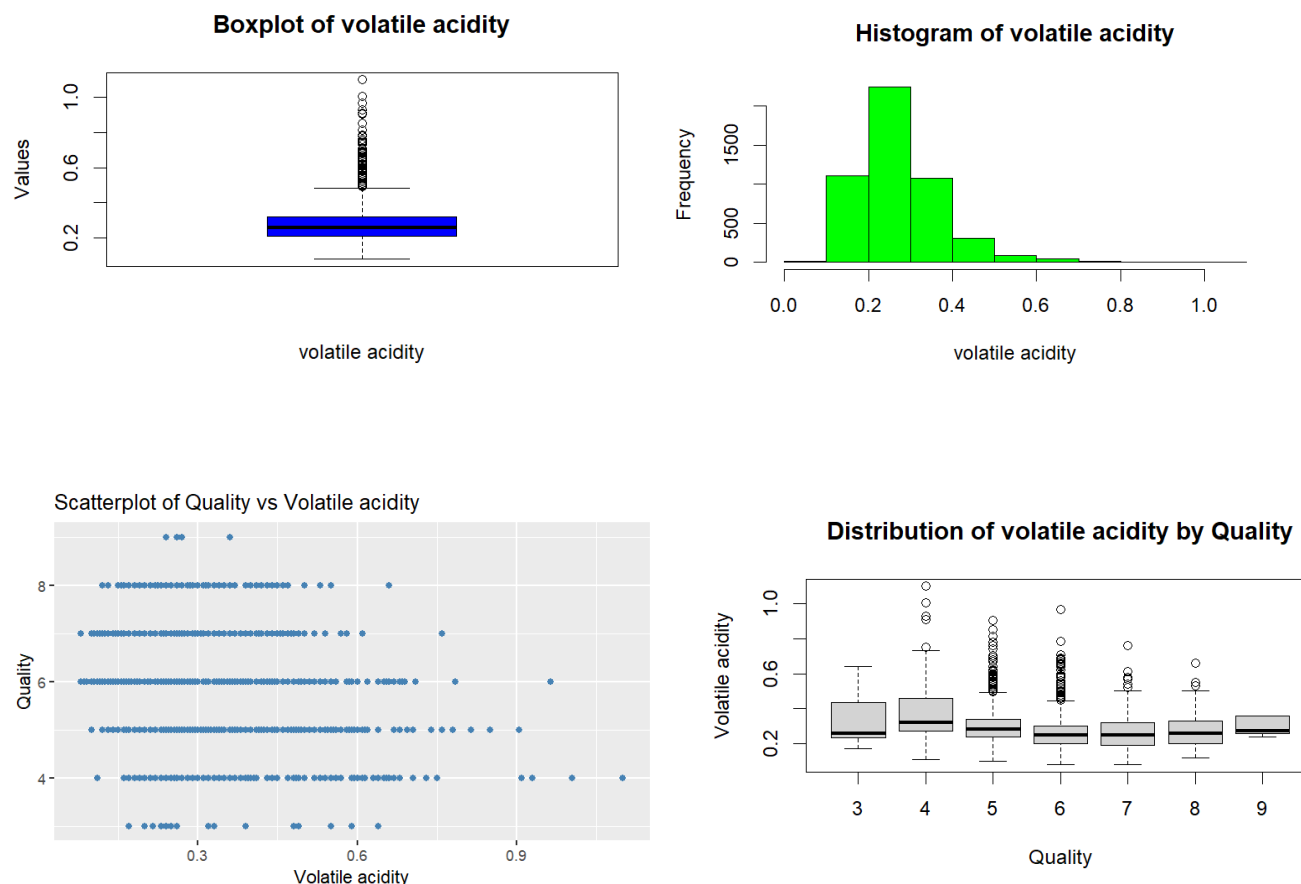 Boxplot of volatile acidity
Values
0.2
0.6
1.0
volatile acidity
Histogram of volatile acidity
Frequency
0
500
1500
0.0 0.2 0.4 0.6 0.8 1.0
volatile acidity
Scatterplot of Quality vs Volatile acidity
Quality
8
6
4
0.3 0.6 0.9
Volatile acidity
Distribution of volatile acidity by Quality
Volatile acidity
0.2
0.6
1.0
3 4 5 6 7 8 9
Quality